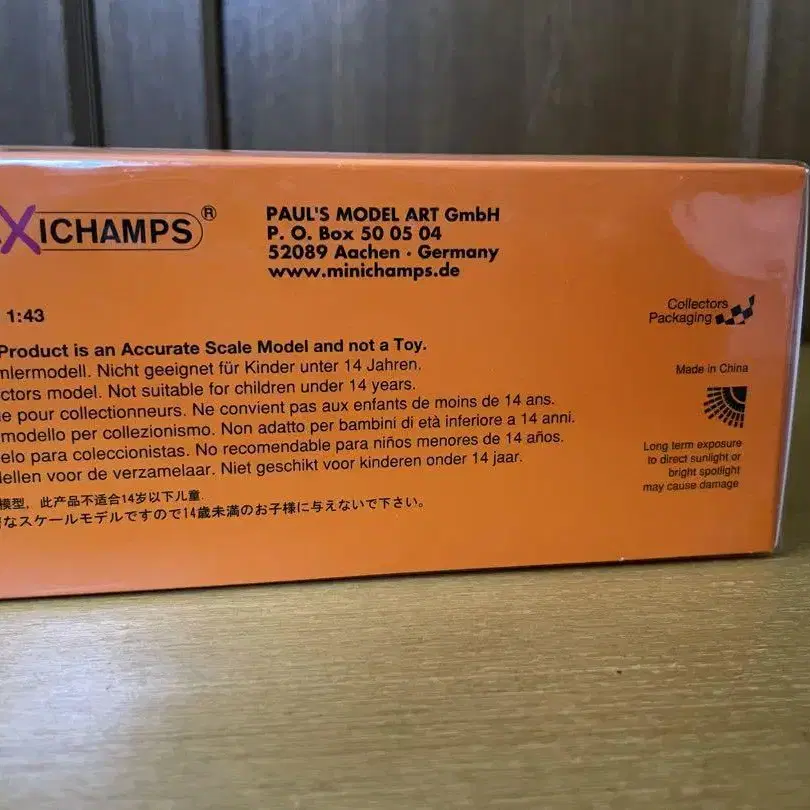 XICHAMPS®
PAUL'S MODEL ART GmbH
P. O. Box 50 05 04
52089 Aachen · Germany
www.minichamps.de
1:43
Product is an Accurate Scale Model and not a Toy.
mlermodell. Nicht geeignet für Kinder unter 14 Jahren.
ctors model. Not suitable for children under 14 years.
e pour collectionneurs. Ne convient pas aux enfants de moins de 14 ans.
modello per collezionismo. Non adatto per bambini di età inferiore a 14 anni.
elo para coleccionistas. No recomendable para niños menores de 14 años.
dellen voor de verzamelaar. Niet geschikt voor kinderen onder 14 jaar.
模型，此产品不适合14岁以下儿童
なスケールモデルですので14歳未満のお子様に与えないで下さい。
Collectors
Packaging
Made in China
Long term exposure
to direct sunlight or
bright spotlight
may cause damage